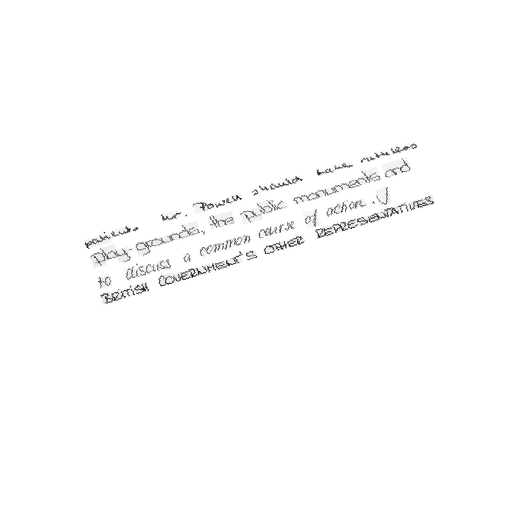 patients. Mr. Powell should have ruthless
play-grounds, the public monuments and
to discuss a common course of action.
BRITISH GOVERNMENT'S OTHER REPRESENTATIVES